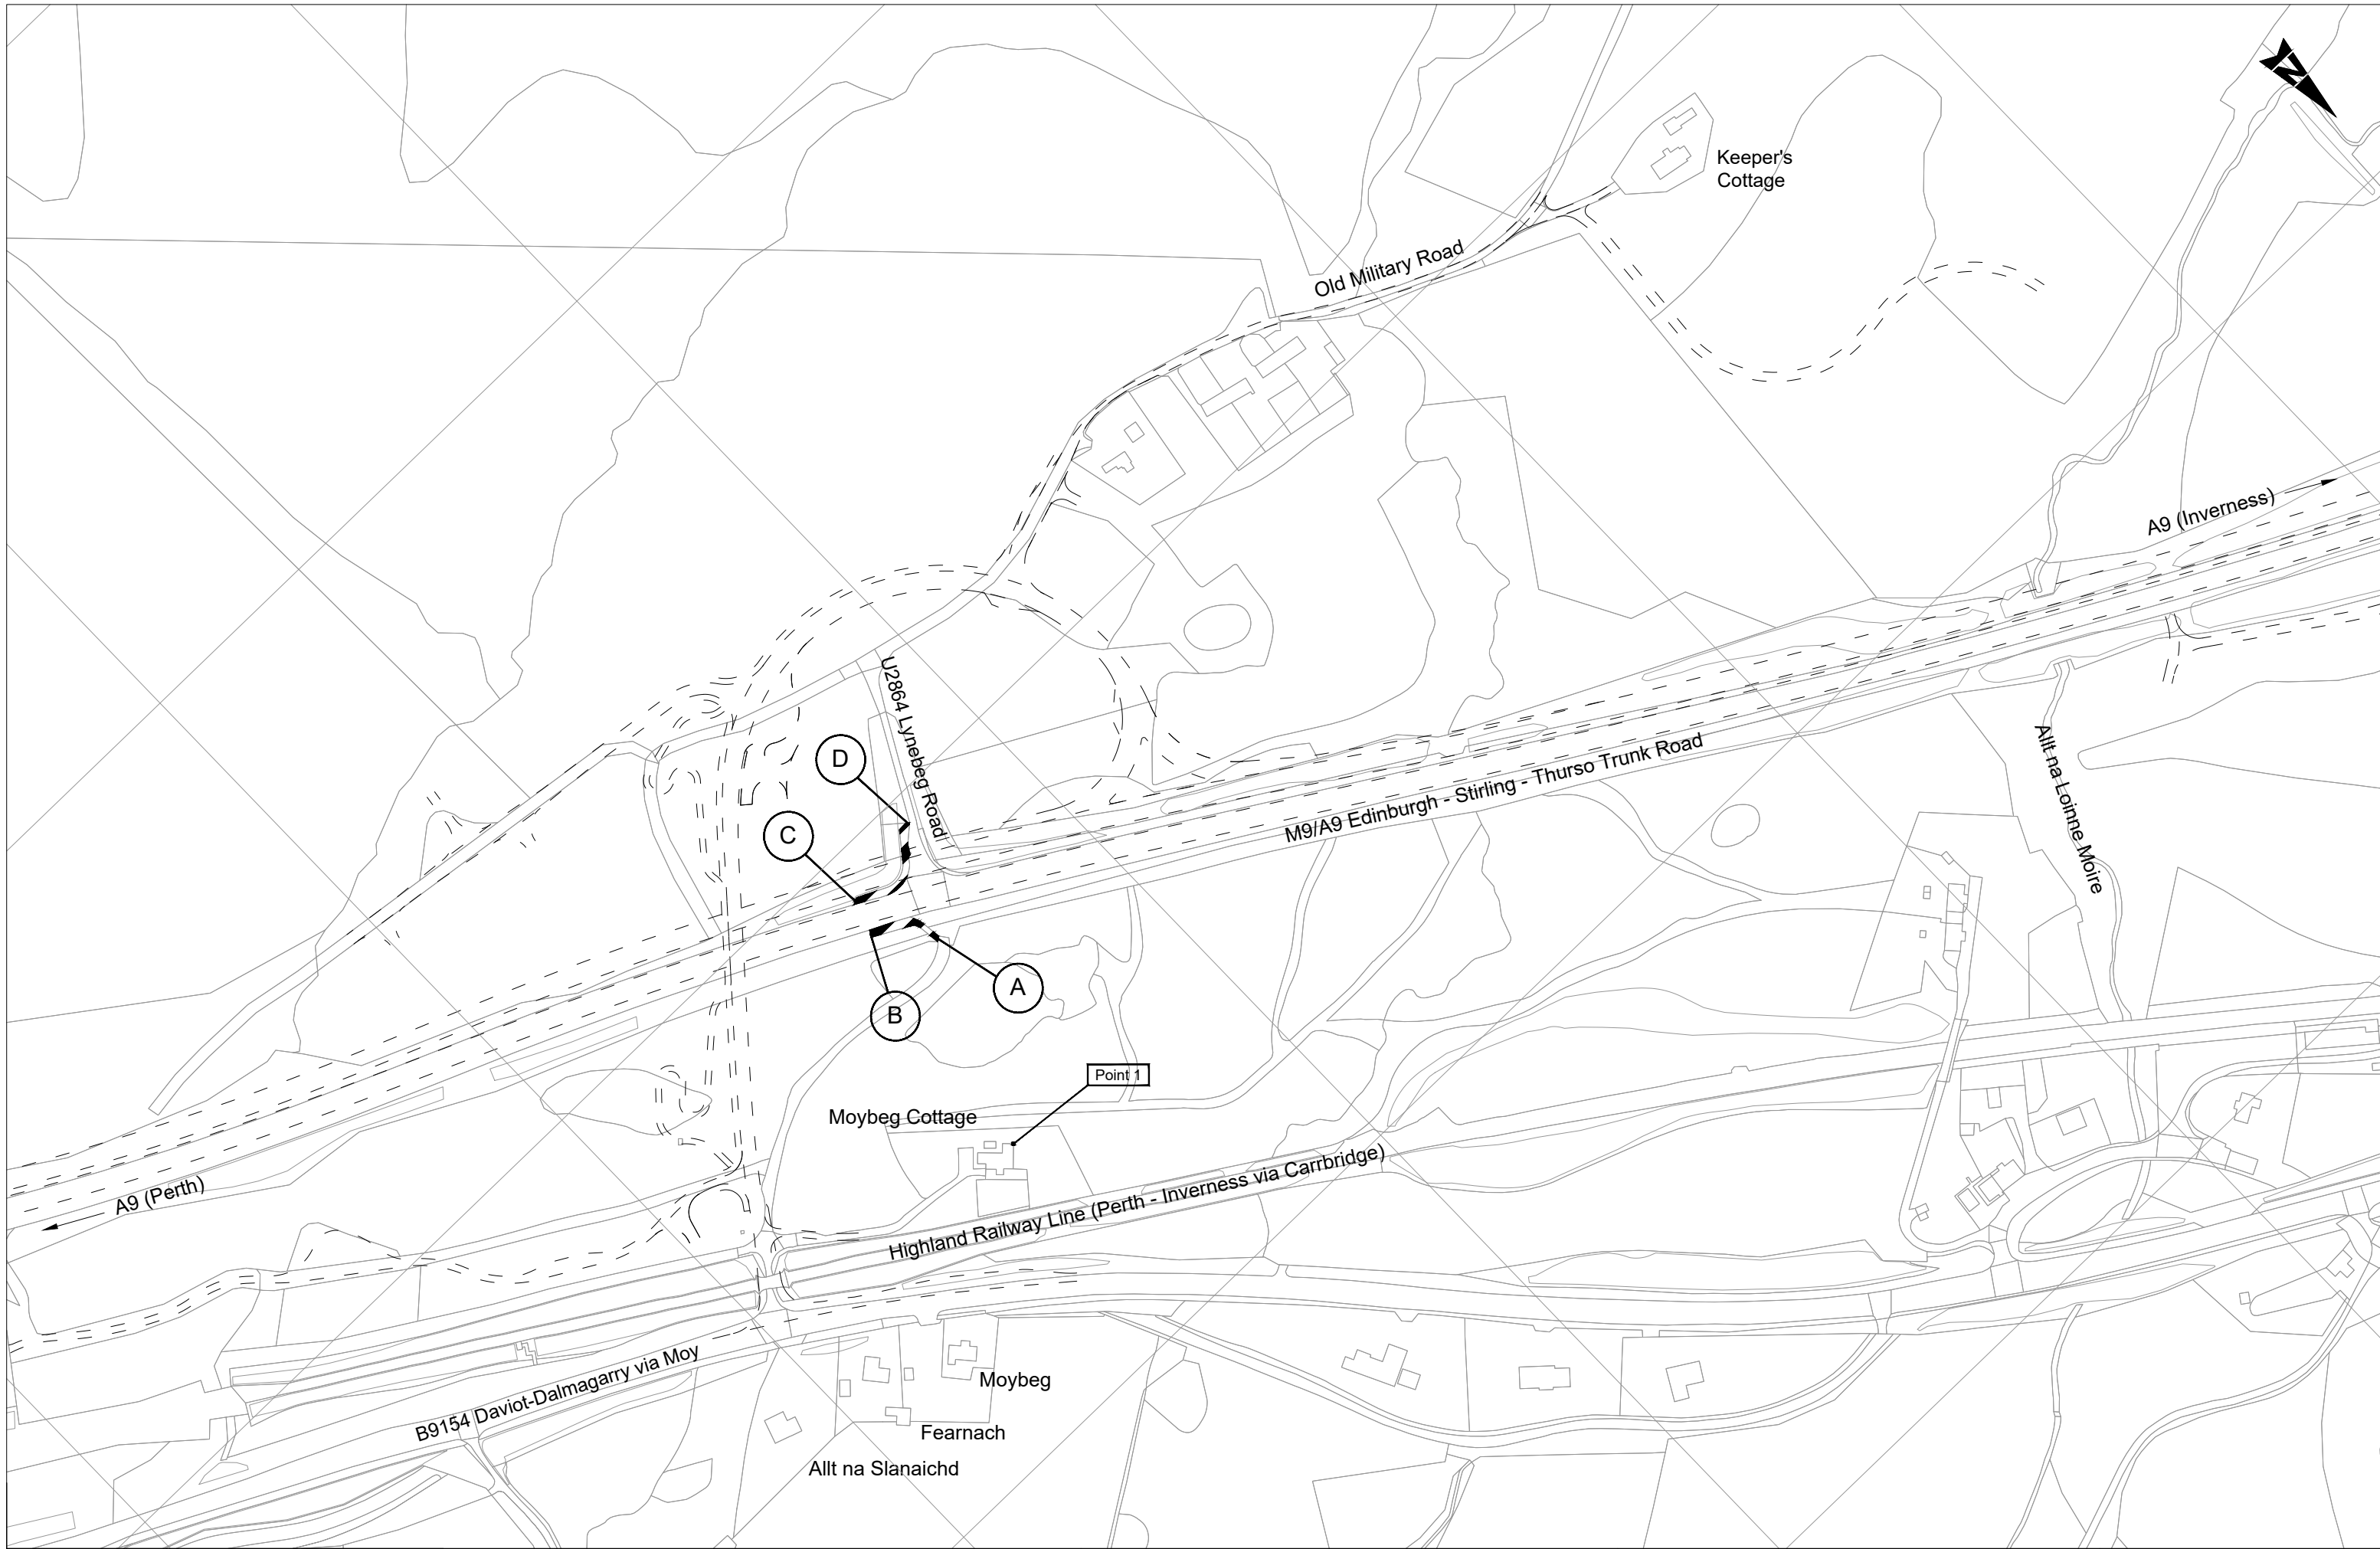 N
Keeper's
Cottage
Old Military Road
A9 (Inverness)
U2864 Lynebeg Road
M9/A9 Edinburgh - Stirling - Thurso Trunk Road
Allt na Loinne Moire
D
C
A
B
Point 1
Moybeg Cottage
A9 (Perth)
Highland Railway Line (Perth - Inverness via Carrbridge)
B9154 Daviot-Dalmagarry via Moy
Moybeg
Fearnach
Allt na Slanaichd